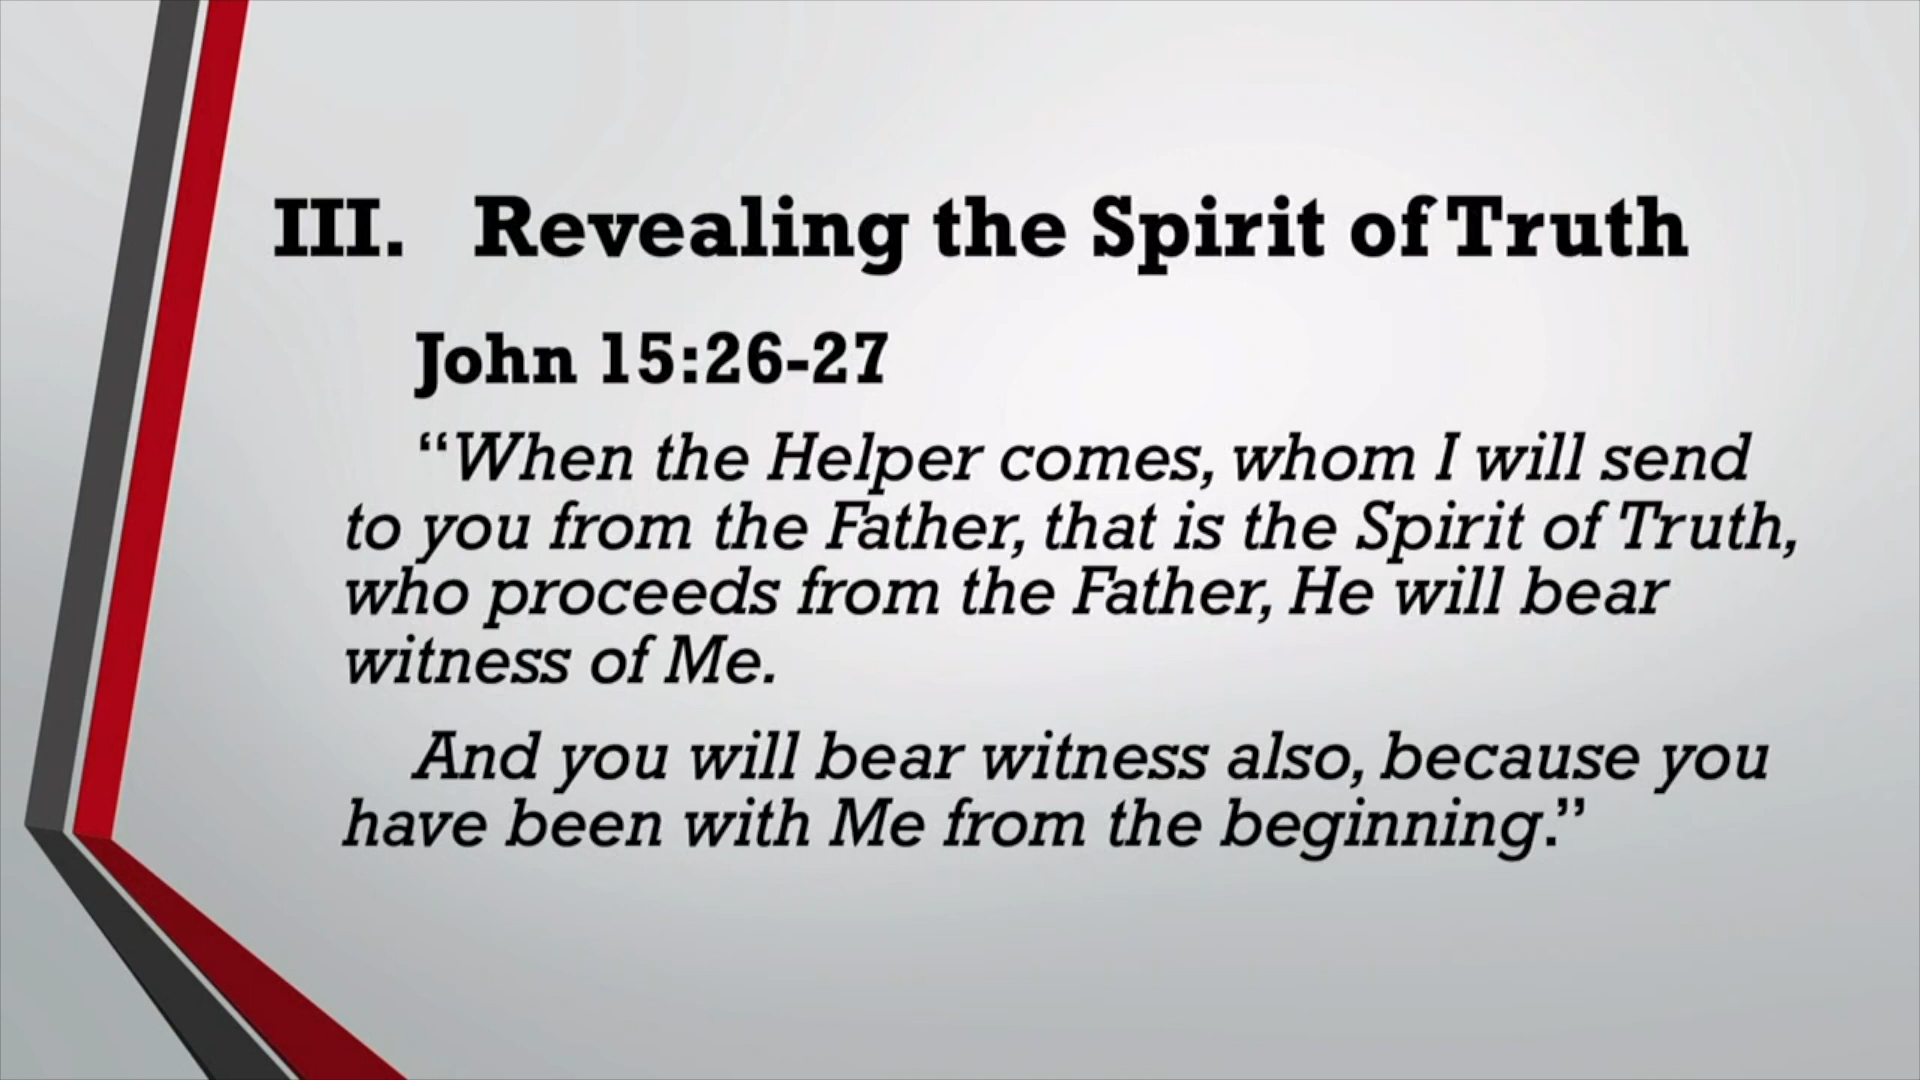 III. Revealing the Spirit of Truth
John 15:26-27
“When the Helper comes, whom I will send
to you from the Father, that is the Spirit of Truth,
who proceeds from the Father, He will bear
witness of Me.
And you will bear witness also, because you
have been with Me from the beginning.”